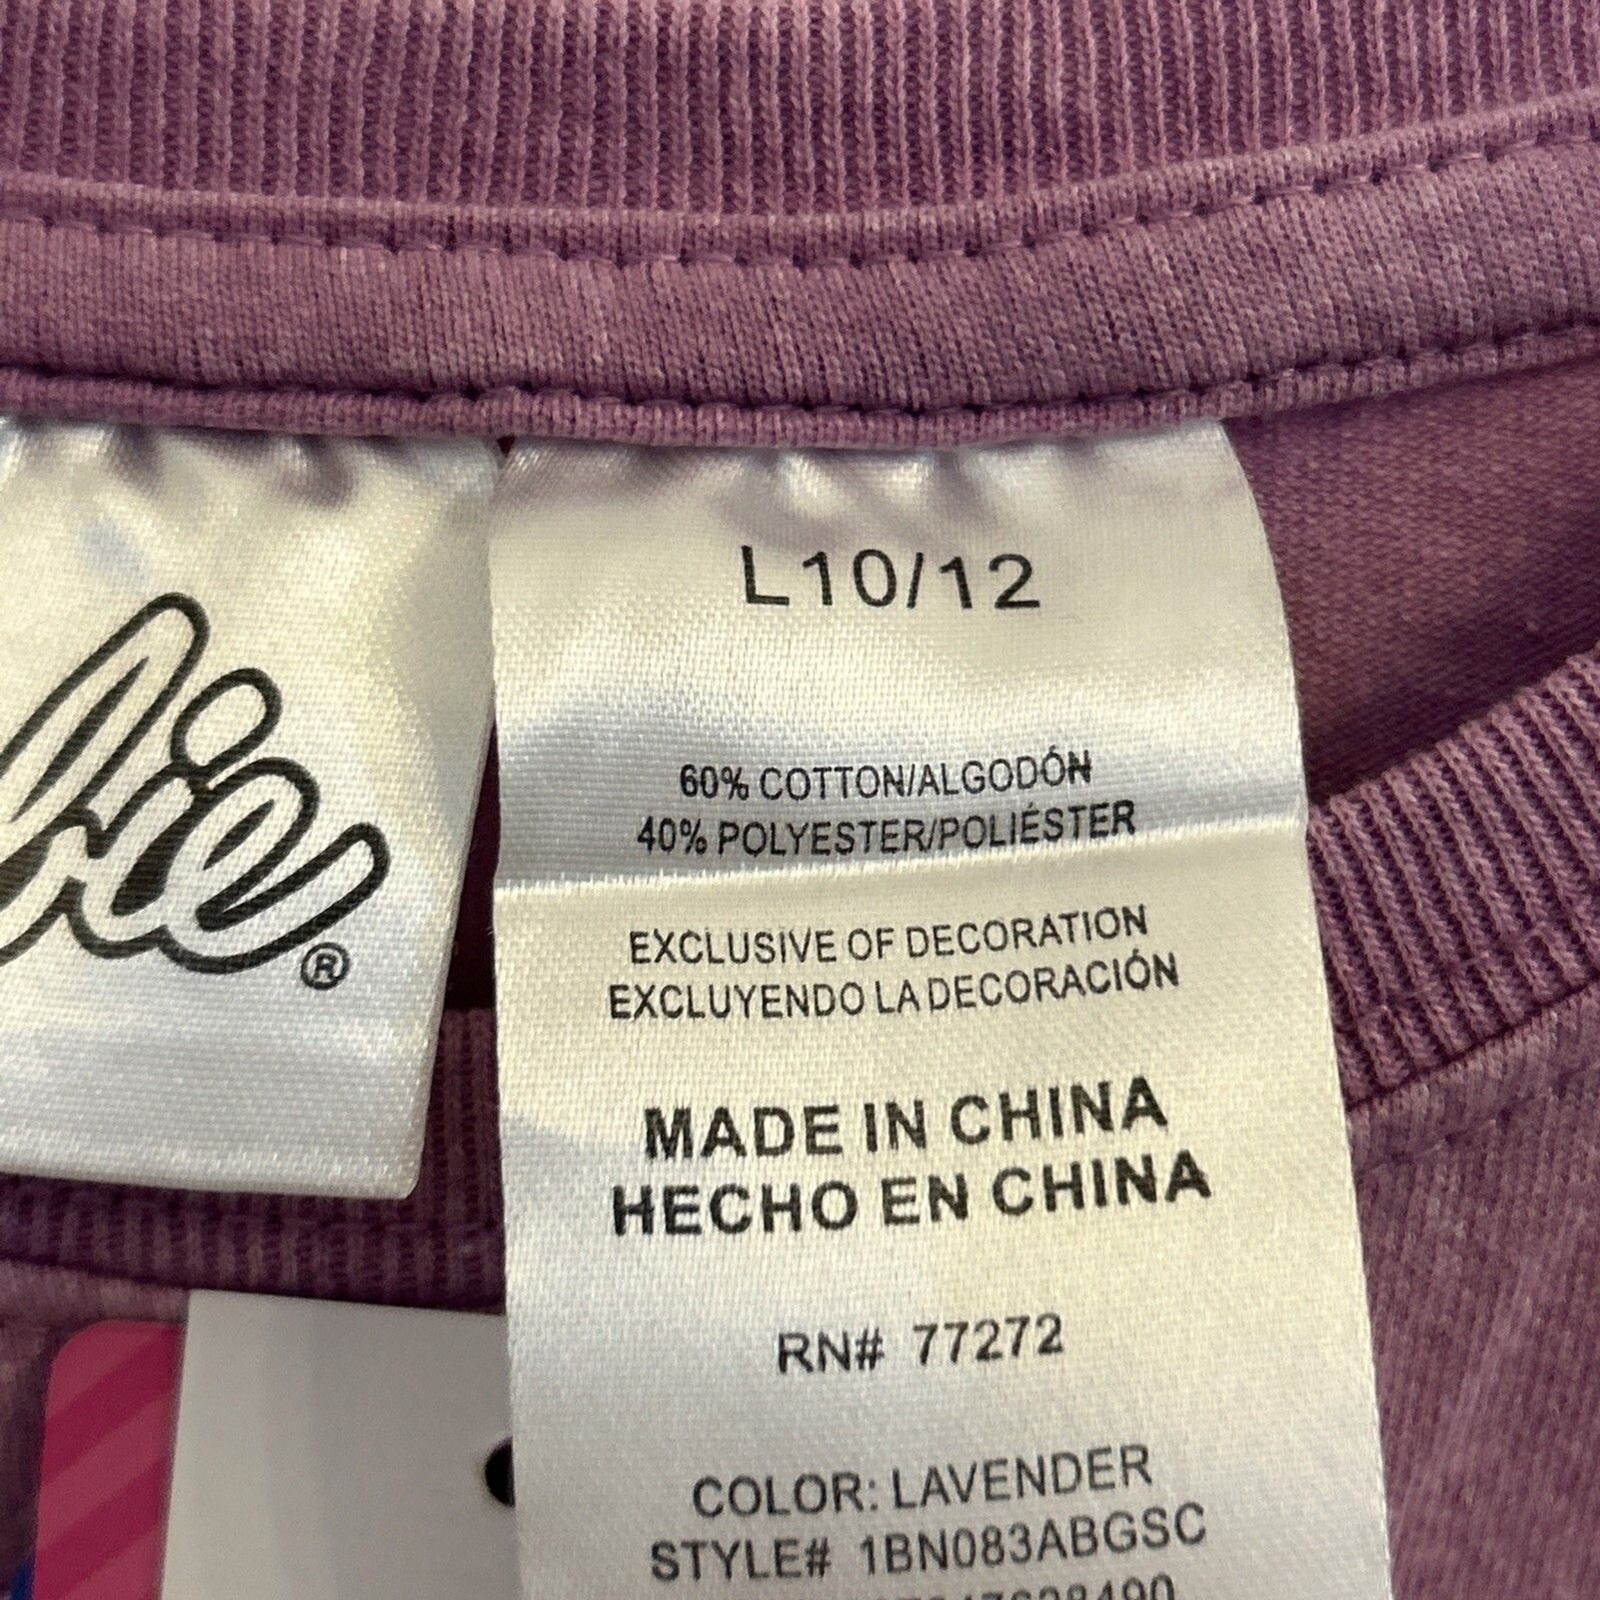 L10/12
60% COTTON/ALGODÓN
40% POLYESTER/POLIÉSTER
EXCLUSIVE OF DECORATION
EXCLUYENDO LA DECORACIÓN
MADE IN CHINA
HECHO EN CHINA
RN# 77272
COLOR: LAVENDER
STYLE# 1BN083ABGSC